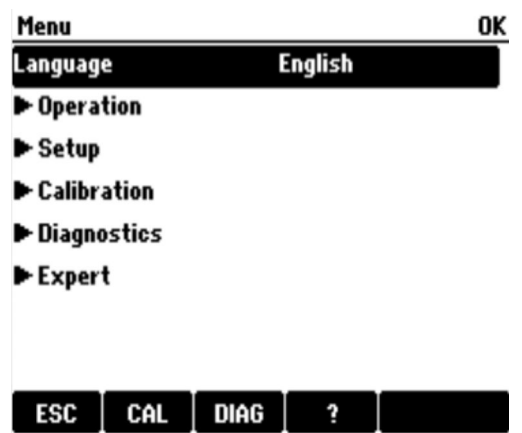 Menu OK
Language English
▶ Operation
▶ Setup
▶ Calibration
▶ Diagnostics
▶ Expert
ESC CAL DIAG ?